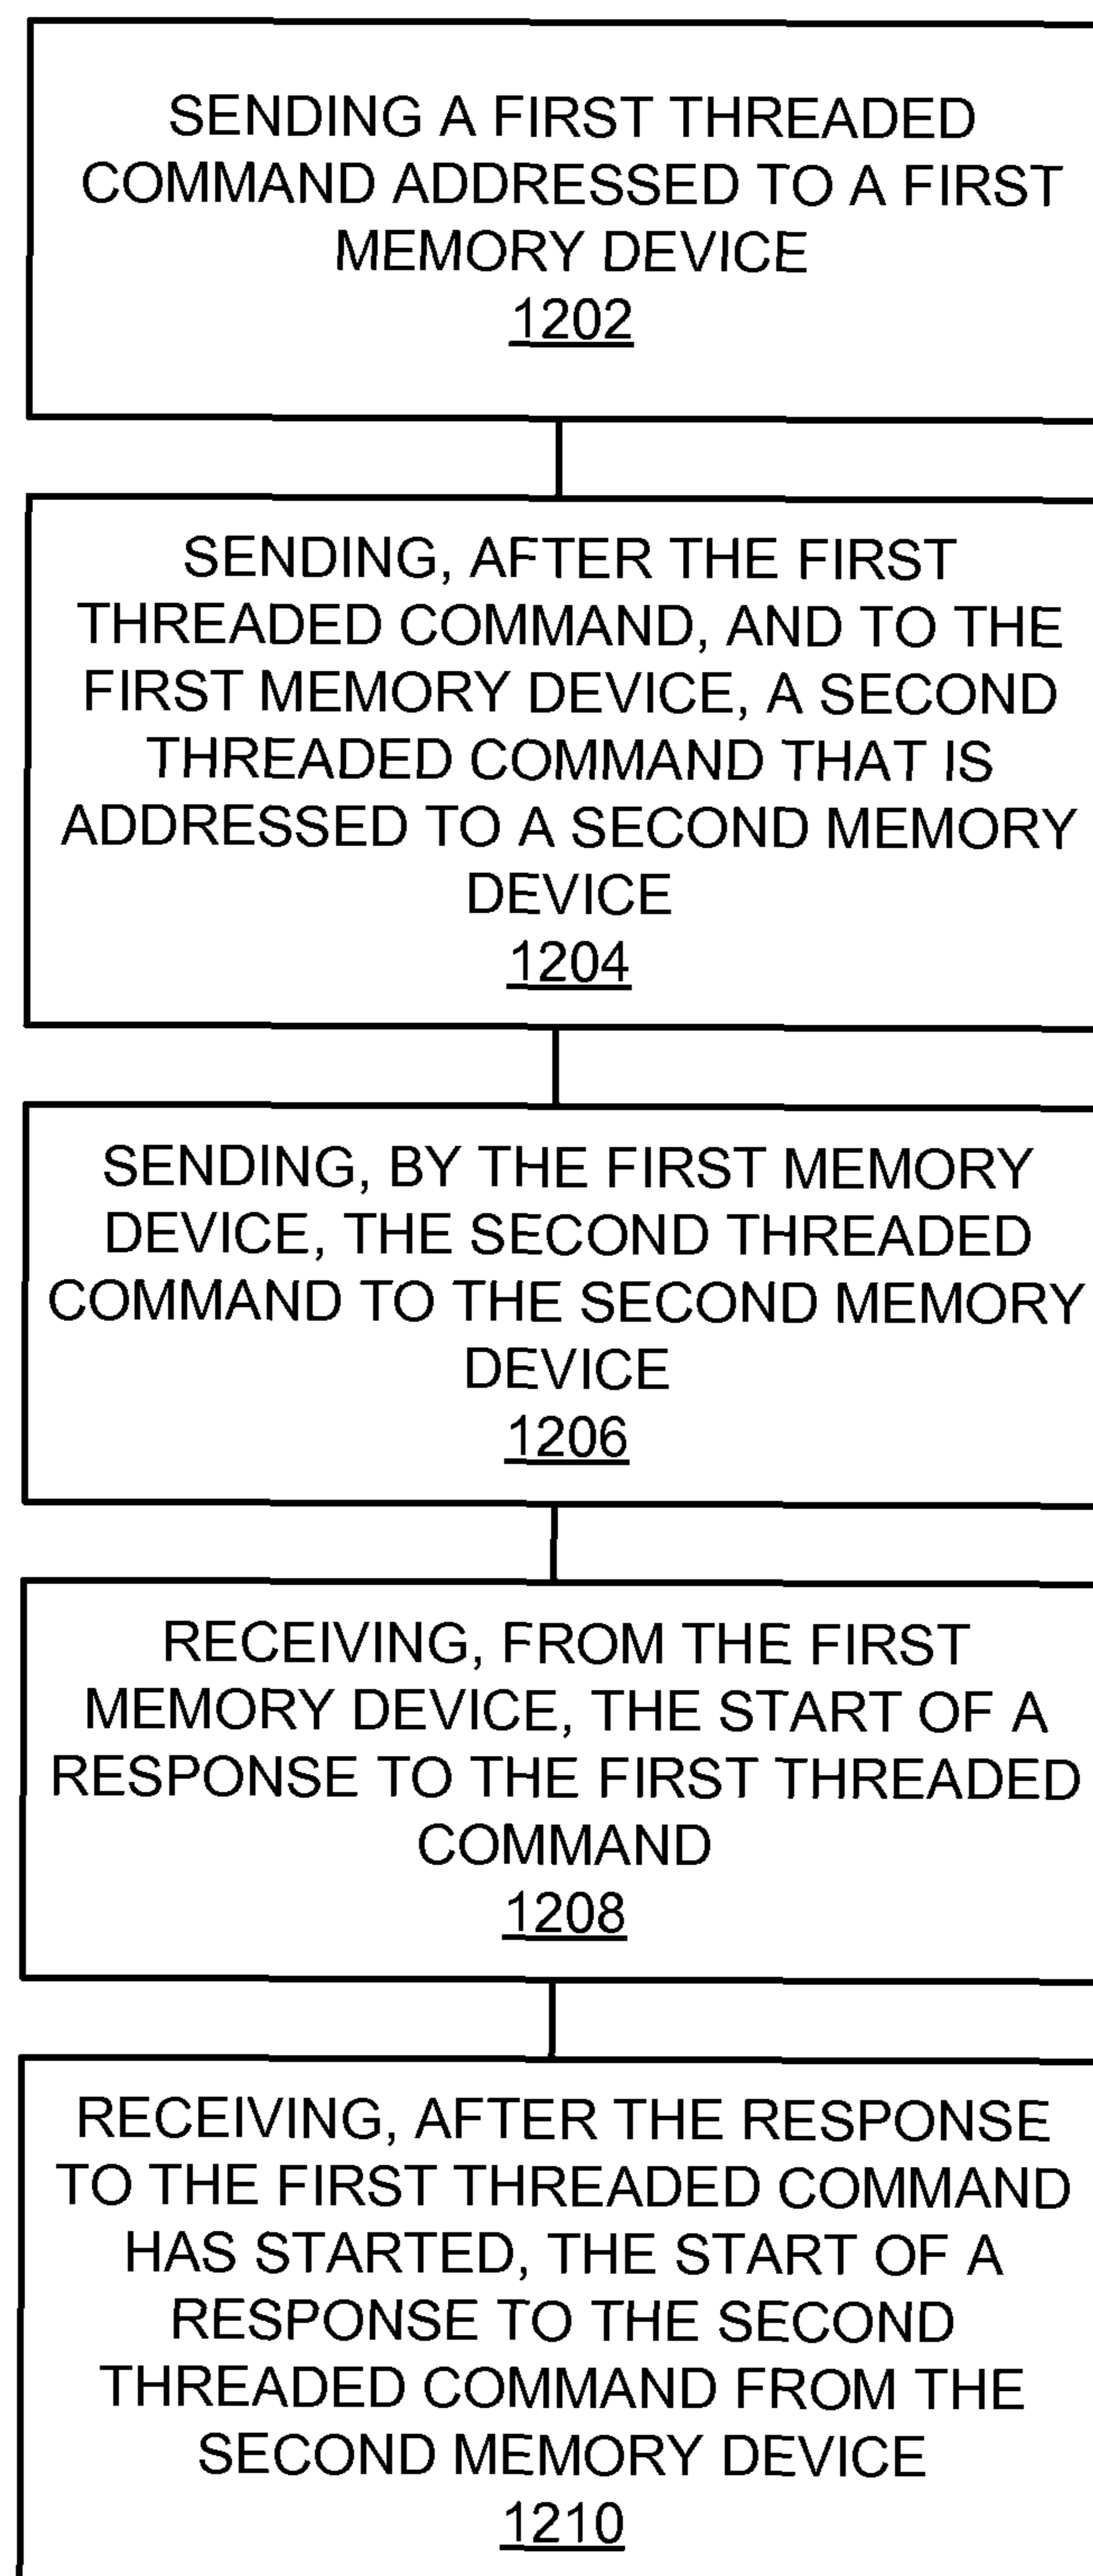 SENDING A FIRST THREADED
COMMAND ADDRESSED TO A FIRST
MEMORY DEVICE
1202
SENDING, AFTER THE FIRST
THREADED COMMAND, AND TO THE
FIRST MEMORY DEVICE, A SECOND
THREADED COMMAND THAT IS
ADDRESSED TO A SECOND MEMORY
DEVICE
1204
SENDING, BY THE FIRST MEMORY
DEVICE, THE SECOND THREADED
COMMAND TO THE SECOND MEMORY
DEVICE
1206
RECEIVING, FROM THE FIRST
MEMORY DEVICE, THE START OF A
RESPONSE TO THE FIRST THREADED
COMMAND
1208
RECEIVING, AFTER THE RESPONSE
TO THE FIRST THREADED COMMAND
HAS STARTED, THE START OF A
RESPONSE TO THE SECOND
THREADED COMMAND FROM THE
SECOND MEMORY DEVICE
1210